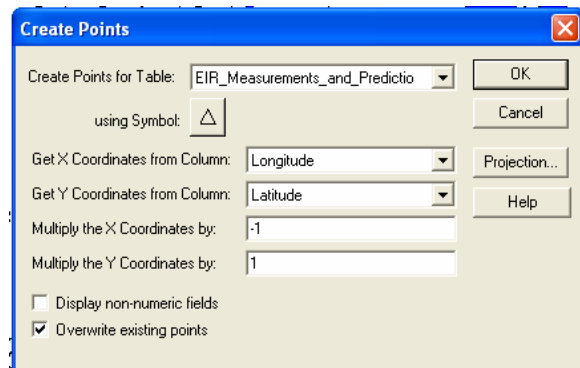 Create Points
Create Points for Table: EIR_Measurements_and_Predictio OK
using Symbol: Cancel
Get X Coordinates from Column: Longitude Projection...
Get Y Coordinates from Column: Latitude Help
Multiply the X Coordinates by: -1
Multiply the Y Coordinates by: 1
Display non-numeric fields
Overwrite existing points